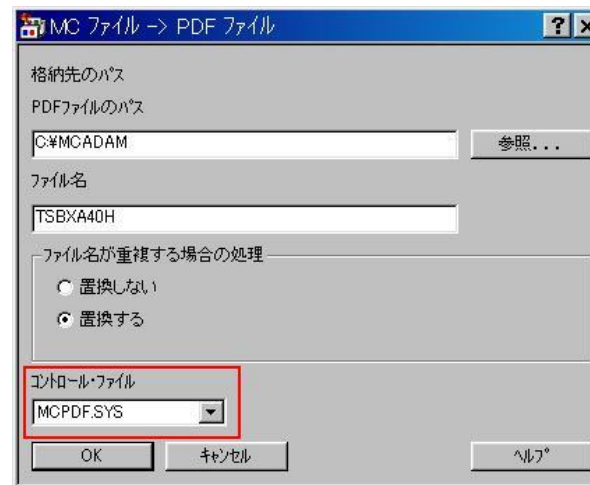 MC ファイル -> PDF ファイル
格納先のパス
PDFファイルのパス
C:¥MCADAM
参照...
ファイル名
TSBXA40H
ファイル名が重複する場合の処理
置換しない
置換する
コントロール・ファイル
MCPDF.SYS
OK キャンセル ヘルプ